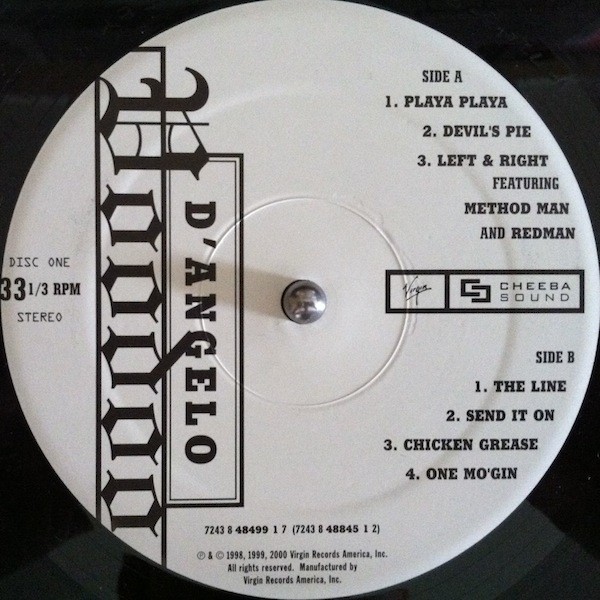 Voodoo
D'ANGELO
DISC ONE
33 1/3 RPM
STEREO
SIDE A
1. PLAYA PLAYA
2. DEVIL'S PIE
3. LEFT & RIGHT
FEATURING
METHOD MAN
AND REDMAN
Virgin
CHEEBA
SOUND
SIDE B
1. THE LINE
2. SEND IT ON
3. CHICKEN GREASE
4. ONE MO'GIN
7243 8 48499 1 7 (7243 8 48845 1 2)
℗ & © 1998, 1999, 2000 Virgin Records America, Inc.
All rights reserved. Manufactured by
Virgin Records America, Inc.